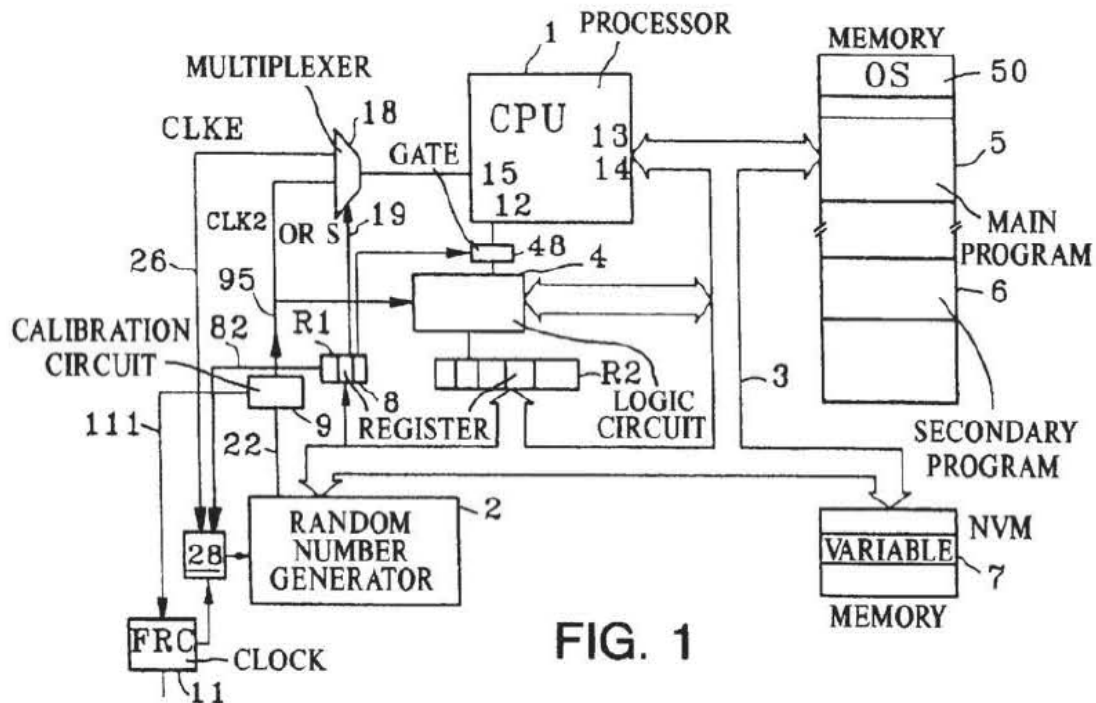 PROCESSOR
MEMORY
1
MULTIPLEXER
OS
50
CPU
18
CLKE
13
5
GATE
15
14
12
19
MAIN
PROGRAM
CLK2
OR S
48
26
4
6
95
CALIBRATION
CIRCUIT
82
R1
R2
3
8
LOGIC
CIRCUIT
9
REGISTER
111
SECONDARY
PROGRAM
22
2
NVM
RANDOM
NUMBER
GENERATOR
28
VARIABLE
7
MEMORY
FIG. 1
FRC
CLOCK
11